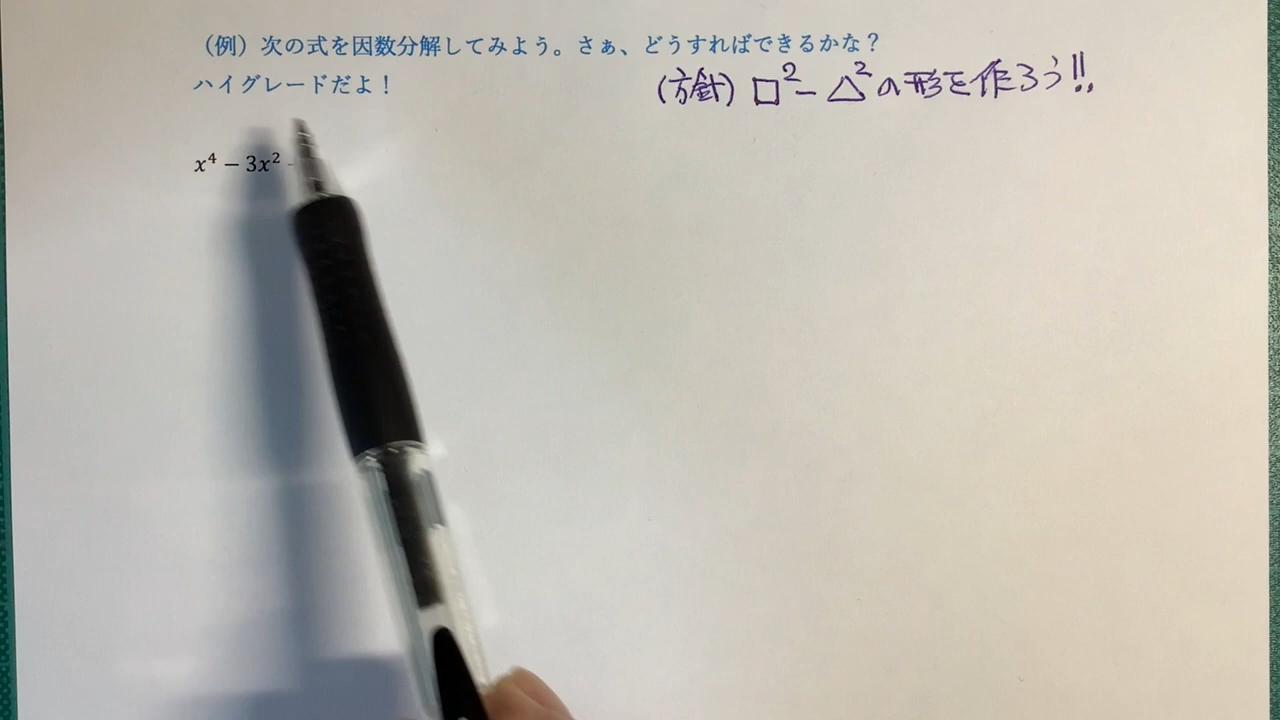 （例）次の式を因数分解してみよう。さぁ、どうすればできるかな？
ハイグレードだよ！
(方針) □² − △² の形を作ろう!!
x⁴ − 3x²